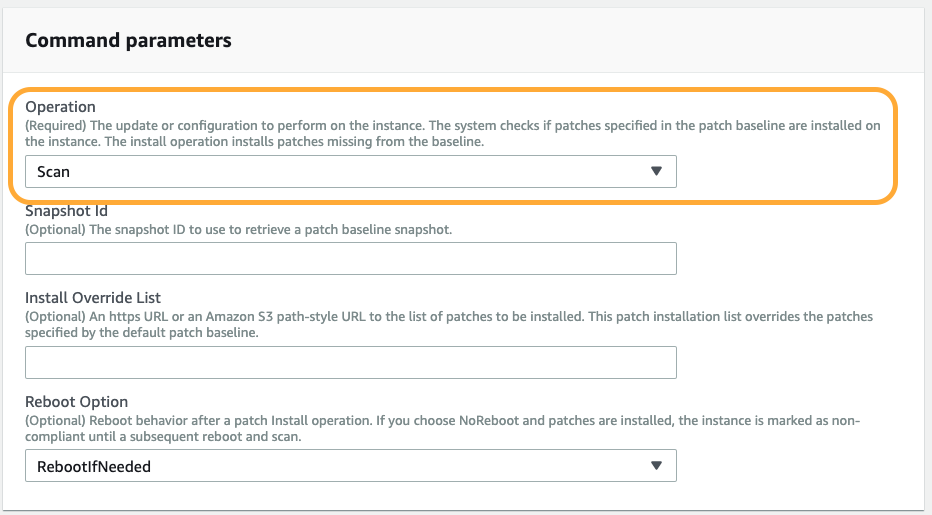 Command parameters
Operation
(Required) The update or configuration to perform on the instance. The system checks if patches specified in the patch baseline are installed on
the instance. The install operation installs patches missing from the baseline.
Scan
Snapshot Id
(Optional) The snapshot ID to use to retrieve a patch baseline snapshot.
Install Override List
(Optional) An https URL or an Amazon S3 path-style URL to the list of patches to be installed. This patch installation list overrides the patches
specified by the default patch baseline.
Reboot Option
(Optional) Reboot behavior after a patch Install operation. If you choose NoReboot and patches are installed, the instance is marked as non-
compliant until a subsequent reboot and scan.
RebootIfNeeded